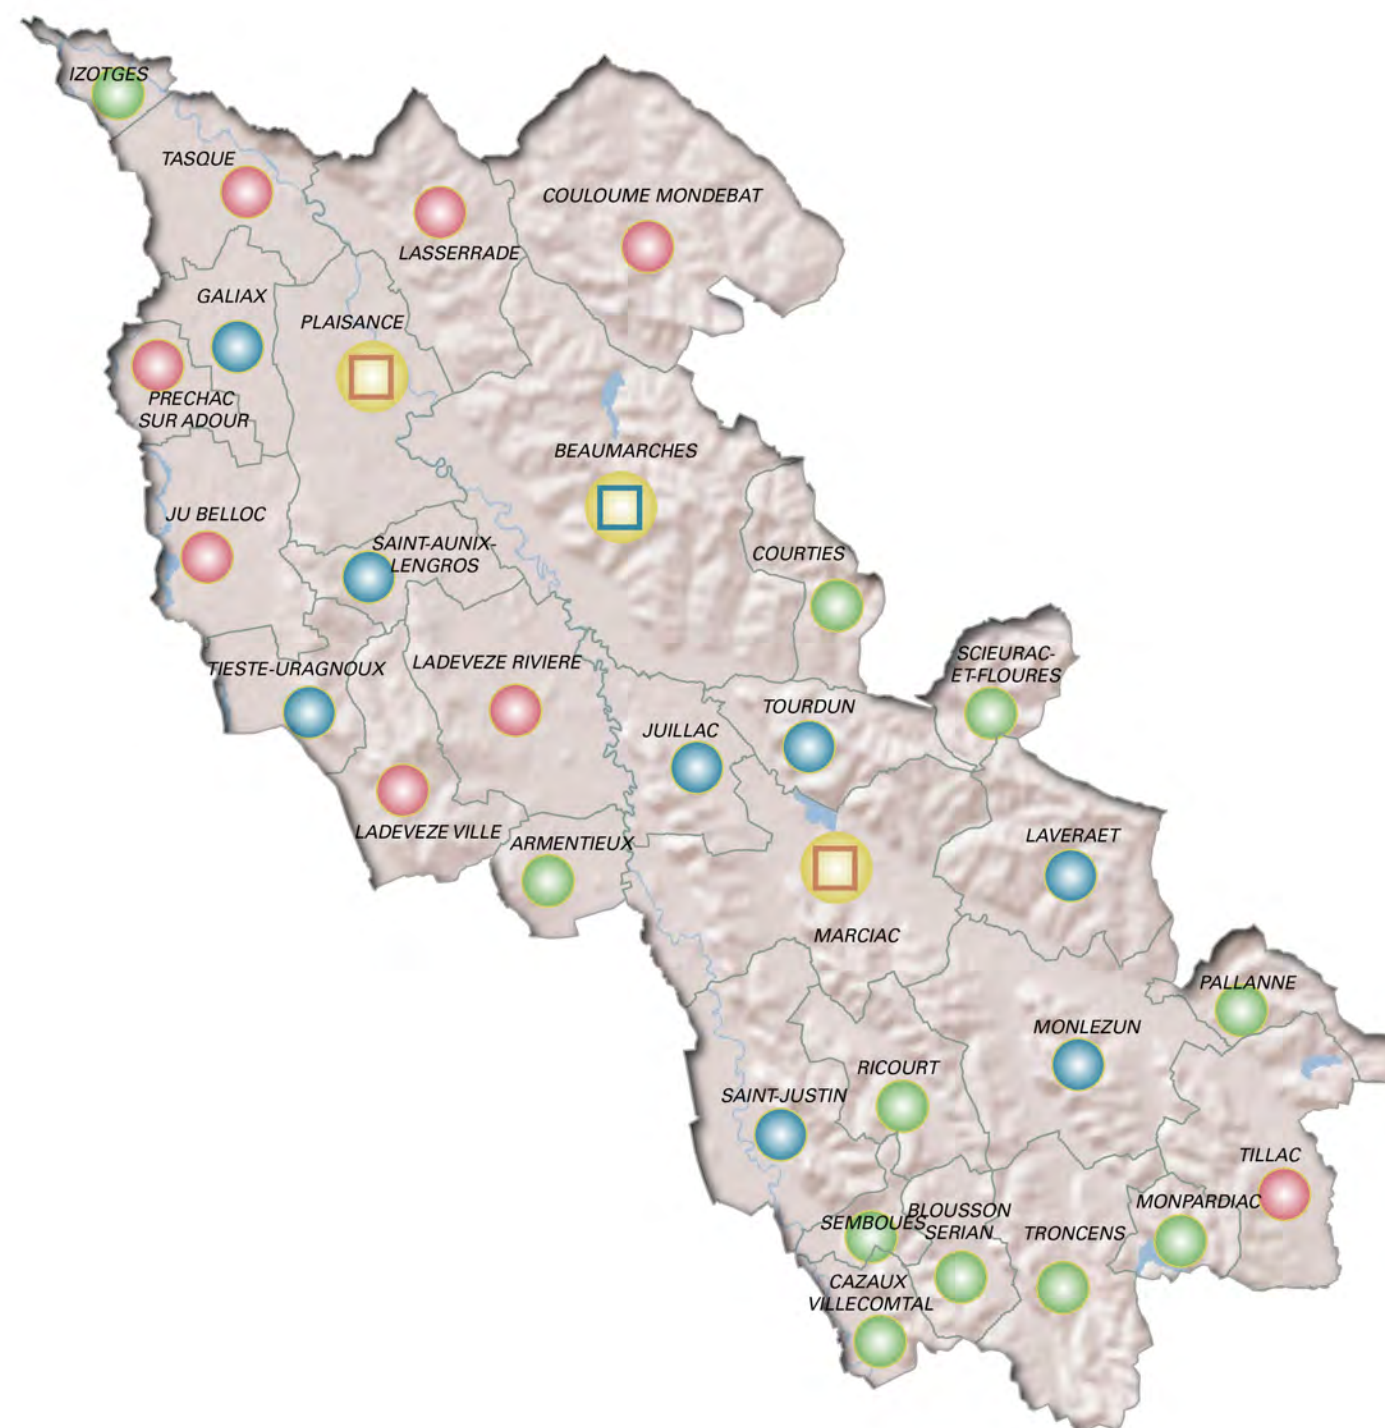 IZOTGES
TASQUE
COULOUME MONDEBAT
LASSERRADE
GALIAX
PLAISANCE
PRECHAC
SUR ADOUR
BEAUMARCHES
JU BELLOC
SAINT-AUNIX-
LENGROS
COURTIES
TIESTE-URAGNOUX
LADEVEZE RIVIERE
SCIEURAC-
ET-FLOURES
TOURDUN
JUILLAC
LADEVEZE VILLE
ARMENTIEUX
LAVERAET
MARCIAC
PALLANNE
MONLEZUN
RICOURT
SAINT-JUSTIN
TILLAC
MONPARDIAC
SEMBOUES
BLOUSSON
SERIAN
TRONCENS
CAZAUX
VILLECOMTAL